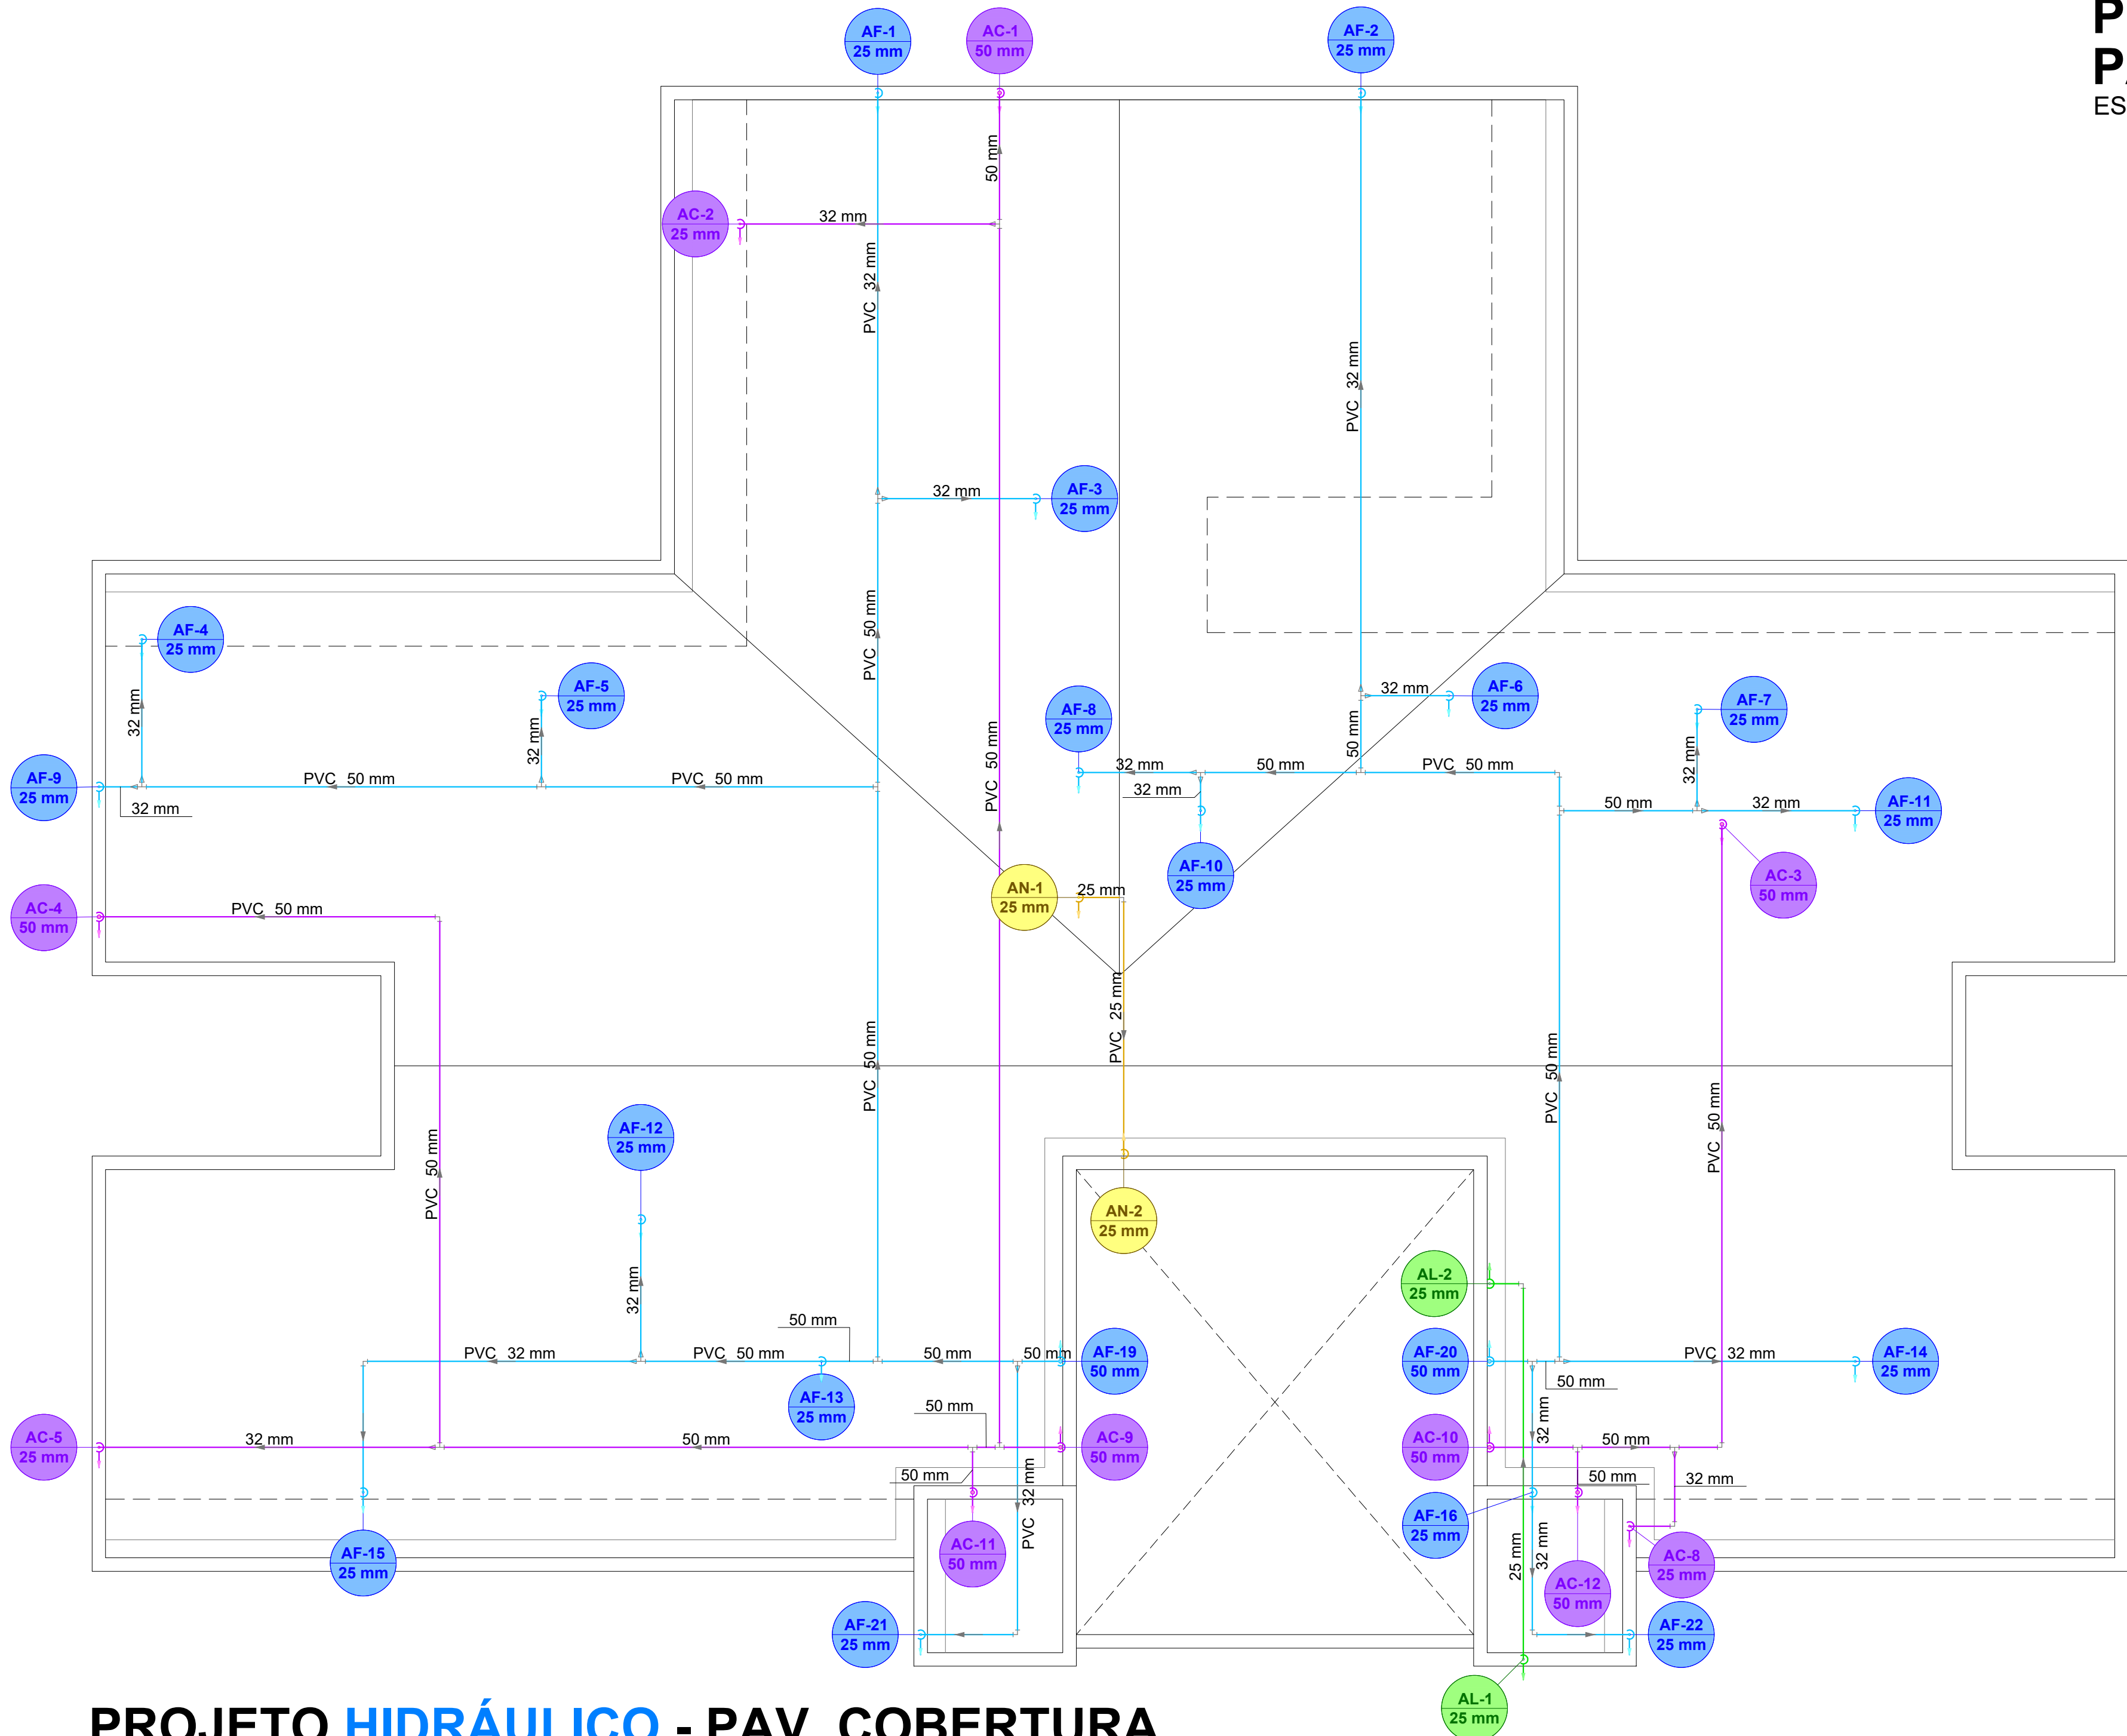 AF-1
25 mm
AC-1
50 mm
AF-2
25 mm
P
ES
50 mm
AC-2
25 mm
32 mm
PVC 32 mm
PVC 32 mm
32 mm
AF-3
25 mm
PVC 50 mm
AF-4
25 mm
32 mm
AF-5
25 mm
32 mm
AF-8
25 mm
32 mm
AF-6
25 mm
50 mm
AF-7
25 mm
32 mm
AF-9
25 mm
PVC 50 mm
PVC 50 mm
32 mm
PVC 50 mm
32 mm
50 mm
PVC 50 mm
32 mm
50 mm
32 mm
AF-11
25 mm
AF-10
25 mm
AC-3
50 mm
AN-1
25 mm
25 mm
AC-4
50 mm
PVC 50 mm
PVC 25 mm
PVC 50 mm
PVC 50 mm
PVC 50 mm
PVC 50 mm
AF-12
25 mm
32 mm
AN-2
25 mm
AL-2
25 mm
50 mm
PVC 32 mm
PVC 50 mm
50 mm
50 mm
AF-19
50 mm
AF-20
50 mm
PVC 32 mm
AF-14
25 mm
50 mm
AF-13
25 mm
50 mm
32 mm
AC-5
25 mm
32 mm
50 mm
AC-9
50 mm
AC-10
50 mm
50 mm
50 mm
50 mm
32 mm
PVC 32 mm
AF-16
25 mm
AC-11
50 mm
AF-15
25 mm
25 mm
32 mm
AC-8
25 mm
AC-12
50 mm
AF-21
25 mm
AF-22
25 mm
AL-1
25 mm
PROJETO HIDRÁULICO - PAV. COBERTURA